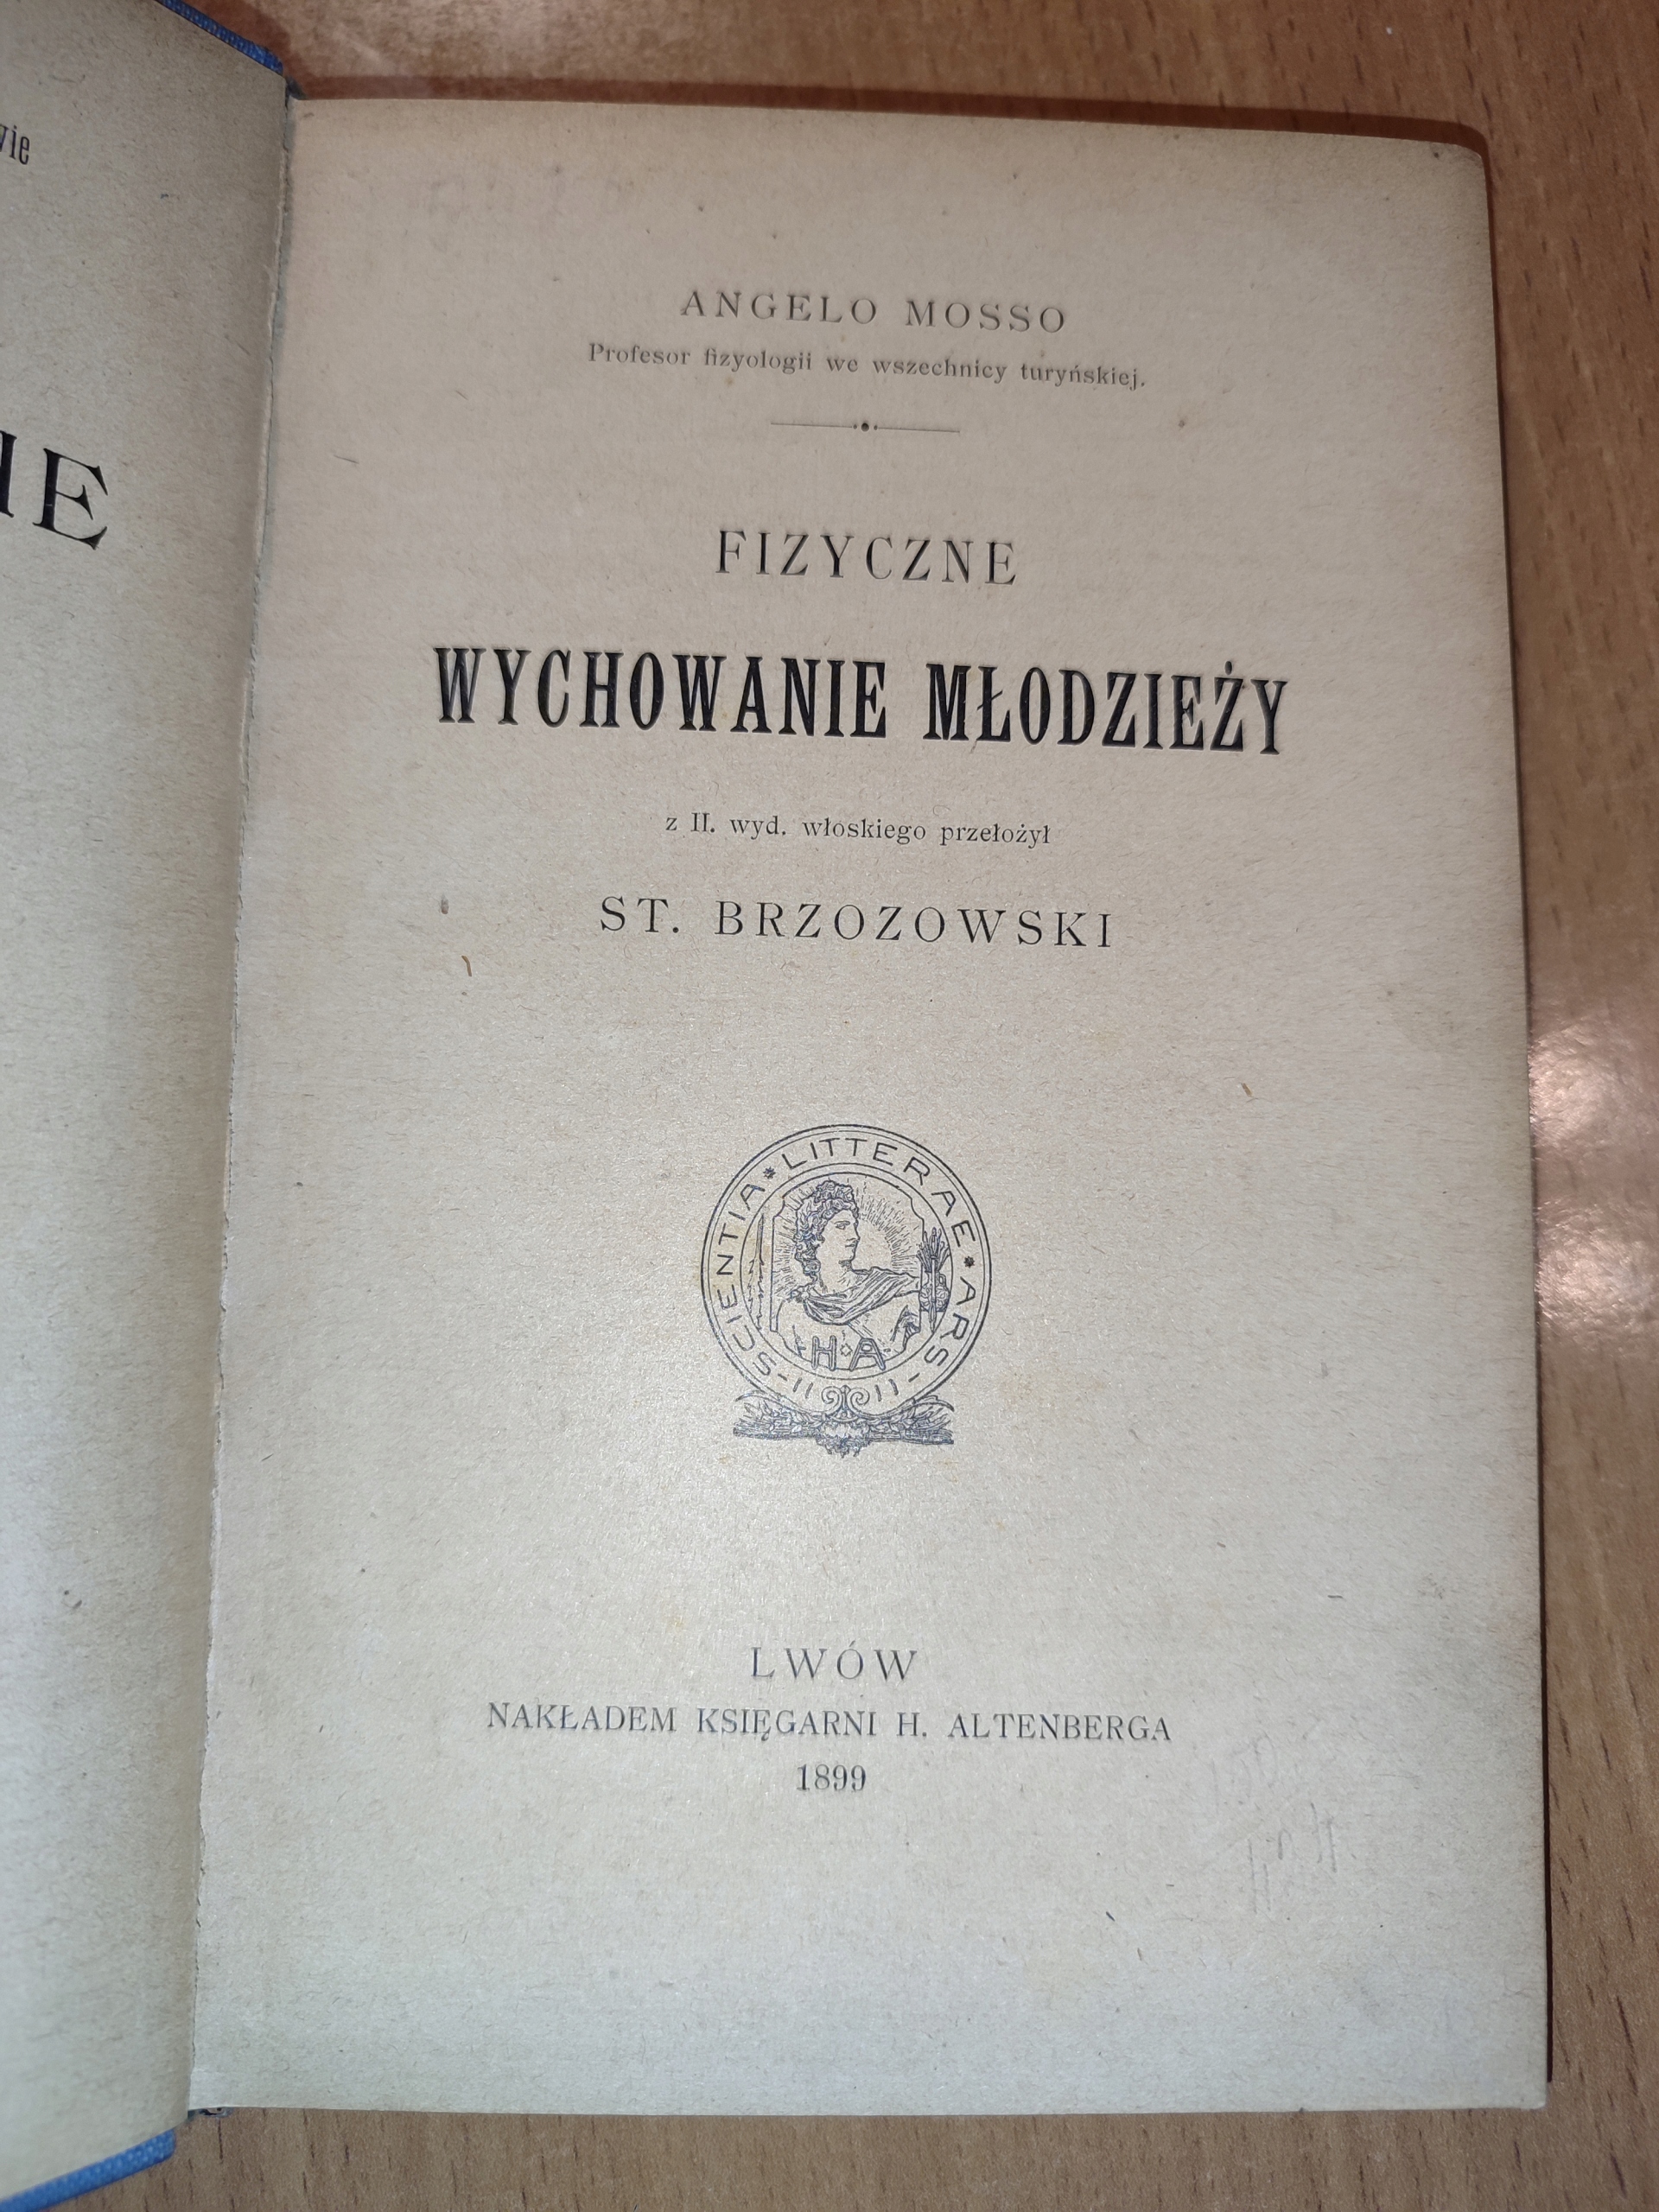 IE
ANGELO MOSSO
Profesor fizyologii we wszechnicy turyńskiej.
FIZYCZNE
WYCHOWANIE MŁODZIEŻY
z II. wyd. włoskiego przełożył
ST. BRZOZOWSKI
SCIENTIA * LITTERAE * ARS
H A
LWÓW
NAKŁADEM KSIĘGARNI H. ALTENBERGA
1899